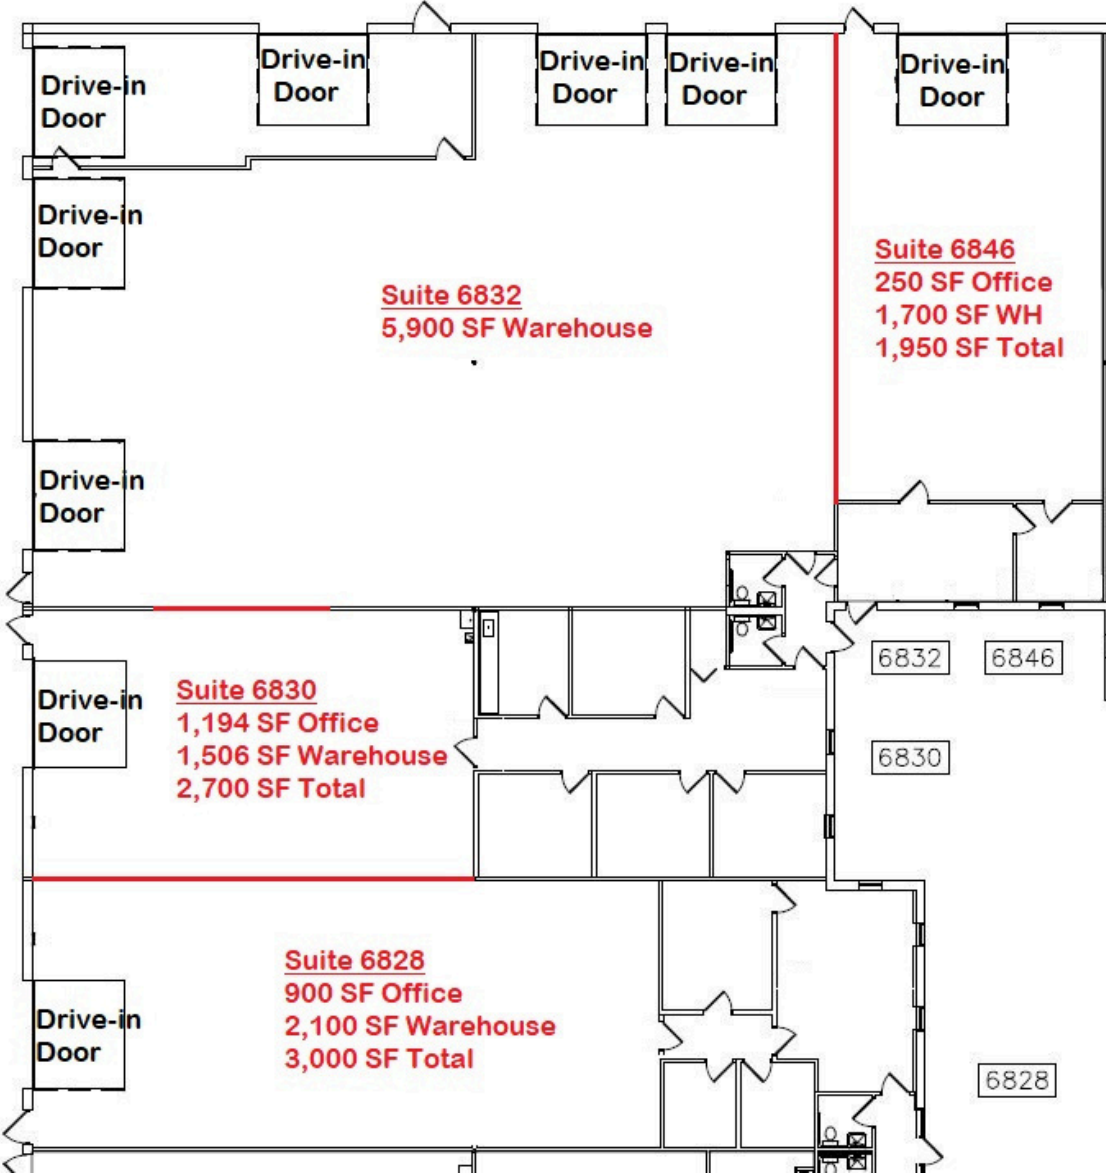 Drive-in
Door
Drive-in
Door
Drive-in
Door
Drive-in
Door
Drive-in
Door
Drive-in
Door
Suite 6832
5,900 SF Warehouse
Suite 6846
250 SF Office
1,700 SF WH
1,950 SF Total
Drive-in
Door
6832
6846
Suite 6830
1,194 SF Office
1,506 SF Warehouse
2,700 SF Total
Drive-in
Door
6830
Suite 6828
900 SF Office
2,100 SF Warehouse
3,000 SF Total
Drive-in
Door
6828